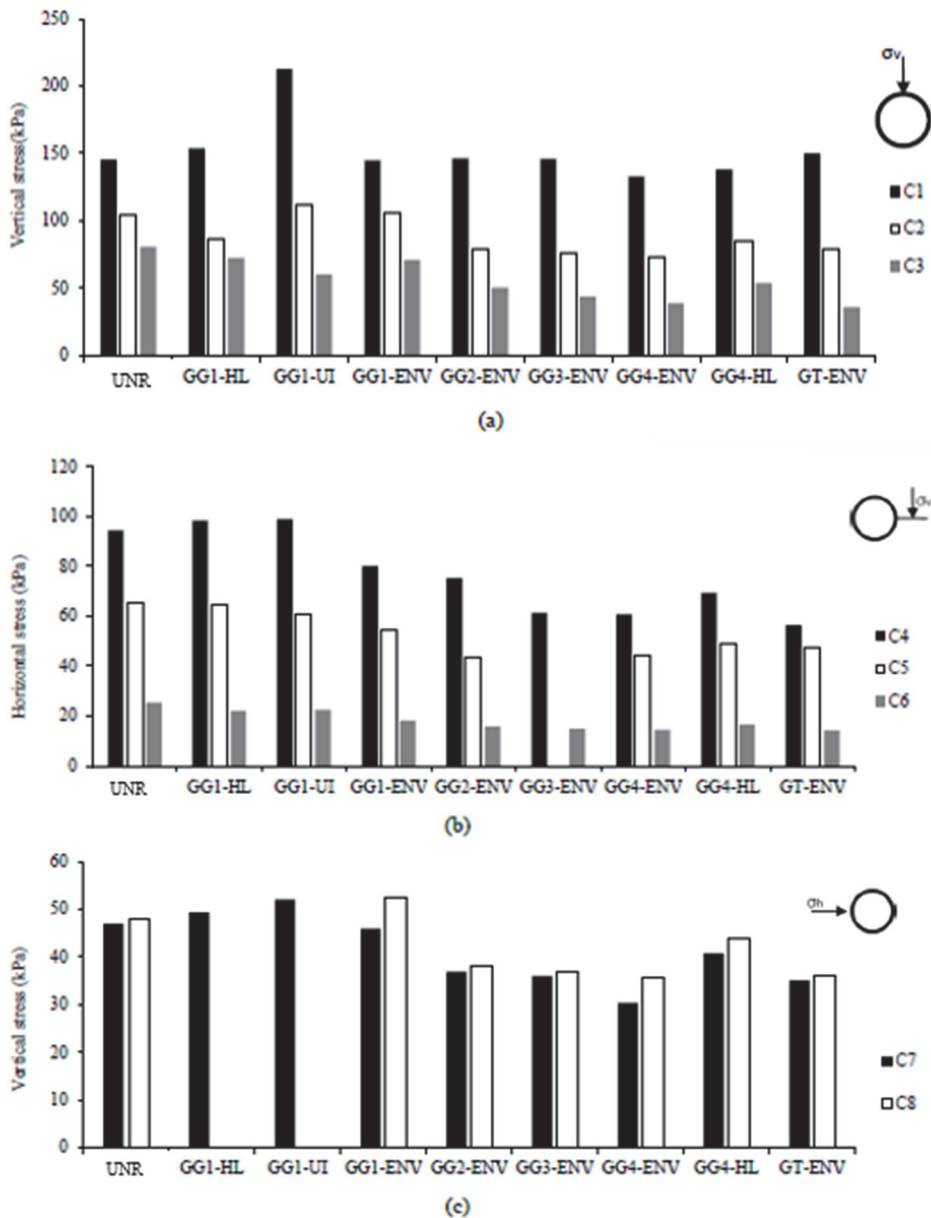 250
200
150
100
50
0
Vertical stress(kPa)
σv
C1
C2
C3
UNR GG1-HL GG1-UI GG1-ENV GG2-ENV GG3-ENV GG4-ENV GG4-HL GT-ENV
(a)
120
100
80
60
40
20
0
Horizontal stress (kPa)
σv
C4
C5
C6
UNR GG1-HL GG1-UI GG1-ENV GG2-ENV GG3-ENV GG4-ENV GG4-HL GT-ENV
(b)
60
50
40
30
20
10
0
Vertical stress (kPa)
σh
C7
C8
UNR GG1-HL GG1-UI GG1-ENV GG2-ENV GG3-ENV GG4-ENV GG4-HL GT-ENV
(c)